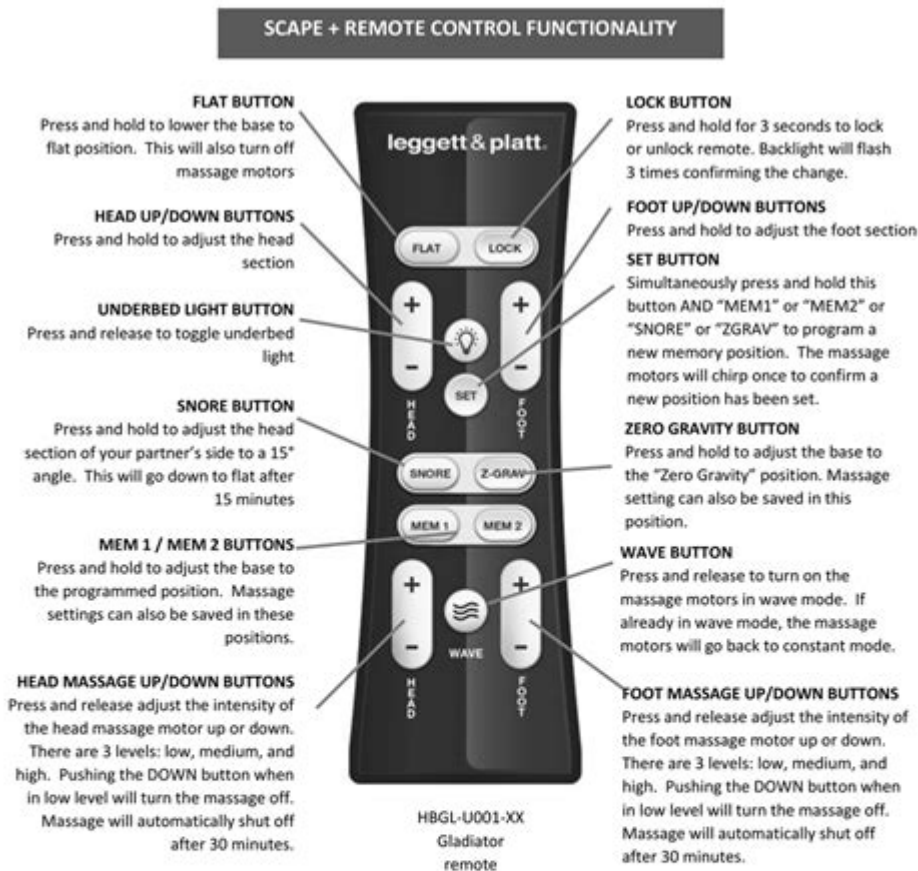 SCAPE + REMOTE CONTROL FUNCTIONALITY
FLAT BUTTON
Press and hold to lower the base to
flat position. This will also turn off
massage motors
HEAD UP/DOWN BUTTONS
Press and hold to adjust the head
section
UNDERBED LIGHT BUTTON
Press and release to toggle underbed
light
SNORE BUTTON
Press and hold to adjust the head
section of your partner's side to a 15°
angle. This will go down to flat after
15 minutes
MEM 1 / MEM 2 BUTTONS
Press and hold to adjust the base to
the programmed position. Massage
settings can also be saved in these
positions.
HEAD MASSAGE UP/DOWN BUTTONS
Press and release adjust the intensity of
the head massage motor up or down.
There are 3 levels: low, medium, and
high. Pushing the DOWN button when
in low level will turn the massage off.
Massage will automatically shut off
after 30 minutes.
leggett & platt.
FLAT LOCK
+ +
- -
SET
HEAD FOOT
SNORE Z-GRAV
MEM 1 MEM 2
+ +
- -
WAVE
HEAD FOOT
HBGL-U001-XX
Gladiator
remote
LOCK BUTTON
Press and hold for 3 seconds to lock
or unlock remote. Backlight will flash
3 times confirming the change.
FOOT UP/DOWN BUTTONS
Press and hold to adjust the foot section
SET BUTTON
Simultaneously press and hold this
button AND "MEM1" or "MEM2" or
"SNORE" or "ZGRAV" to program a
new memory position. The massage
motors will chirp once to confirm a
new position has been set.
ZERO GRAVITY BUTTON
Press and hold to adjust the base to
the "Zero Gravity" position. Massage
setting can also be saved in this
position.
WAVE BUTTON
Press and release to turn on the
massage motors in wave mode. If
already in wave mode, the massage
motors will go back to constant mode.
FOOT MASSAGE UP/DOWN BUTTONS
Press and release adjust the intensity of
the foot massage motor up or down.
There are 3 levels: low, medium, and
high. Pushing the DOWN button when
in low level will turn the massage off.
Massage will automatically shut off
after 30 minutes.